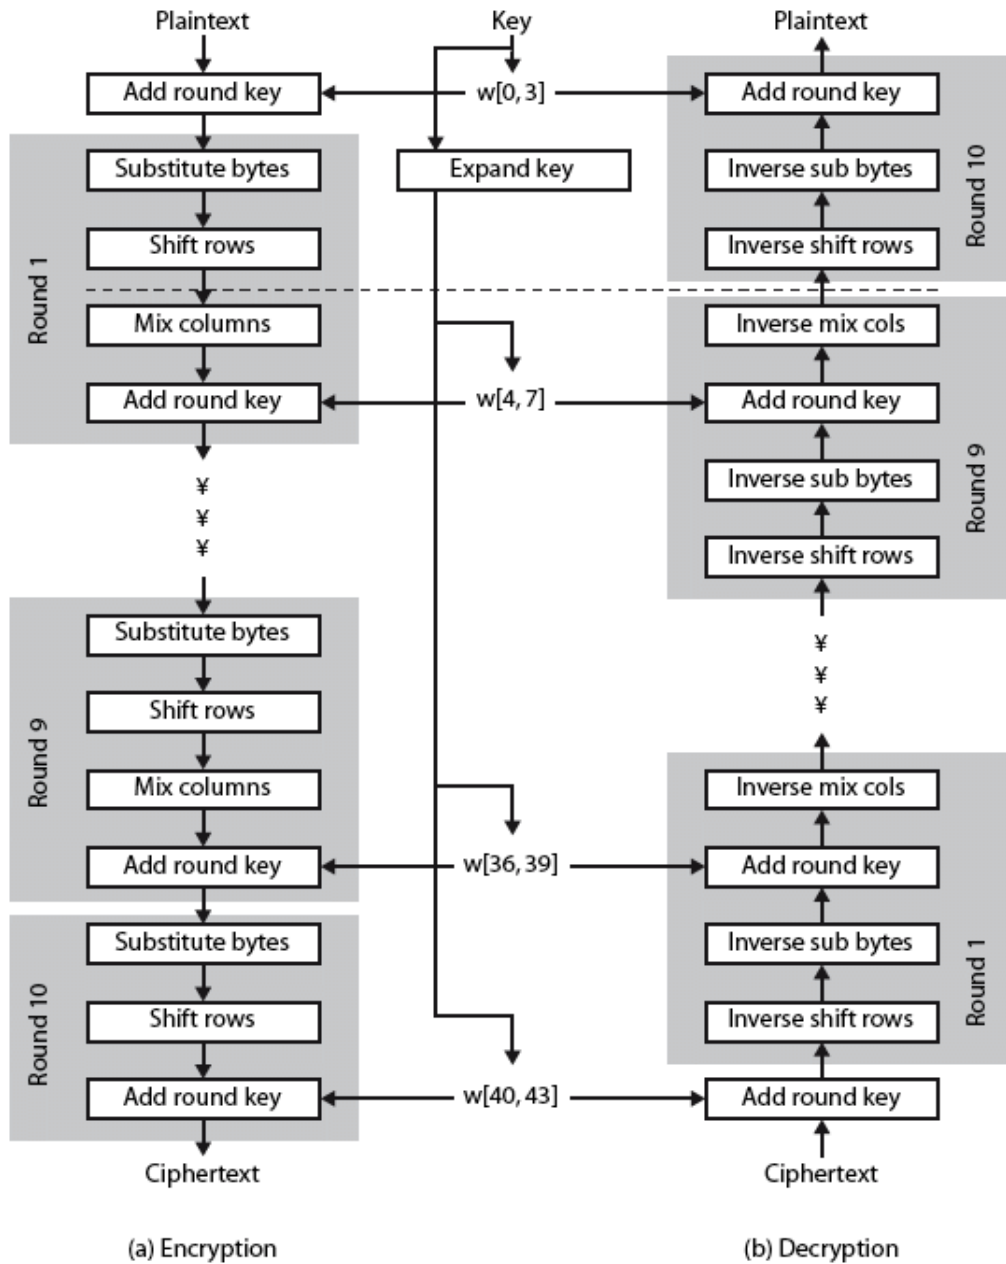 Plaintext
Add round key
Substitute bytes
Shift rows
Mix columns
Add round key
Round 1
¥
¥
¥
Substitute bytes
Shift rows
Mix columns
Add round key
Round 9
Substitute bytes
Shift rows
Add round key
Round 10
Ciphertext
(a) Encryption
Key
w[0, 3]
Expand key
w[4, 7]
w[36, 39]
w[40, 43]
Plaintext
Add round key
Inverse sub bytes
Inverse shift rows
Round 10
Inverse mix cols
Add round key
Inverse sub bytes
Inverse shift rows
Round 9
¥
¥
¥
Inverse mix cols
Add round key
Inverse sub bytes
Inverse shift rows
Round 1
Add round key
Ciphertext
(b) Decryption